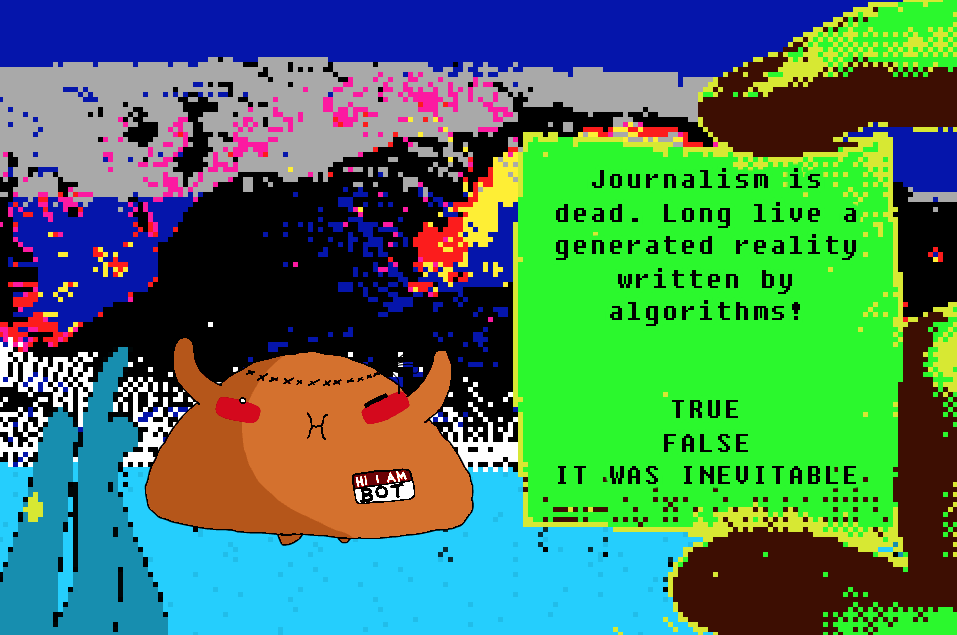 Journalism is
dead. Long live a
generated reality
written by
algorithms!
TRUE
FALSE
IT WAS INEVITABLE.
HI I AM
BOT